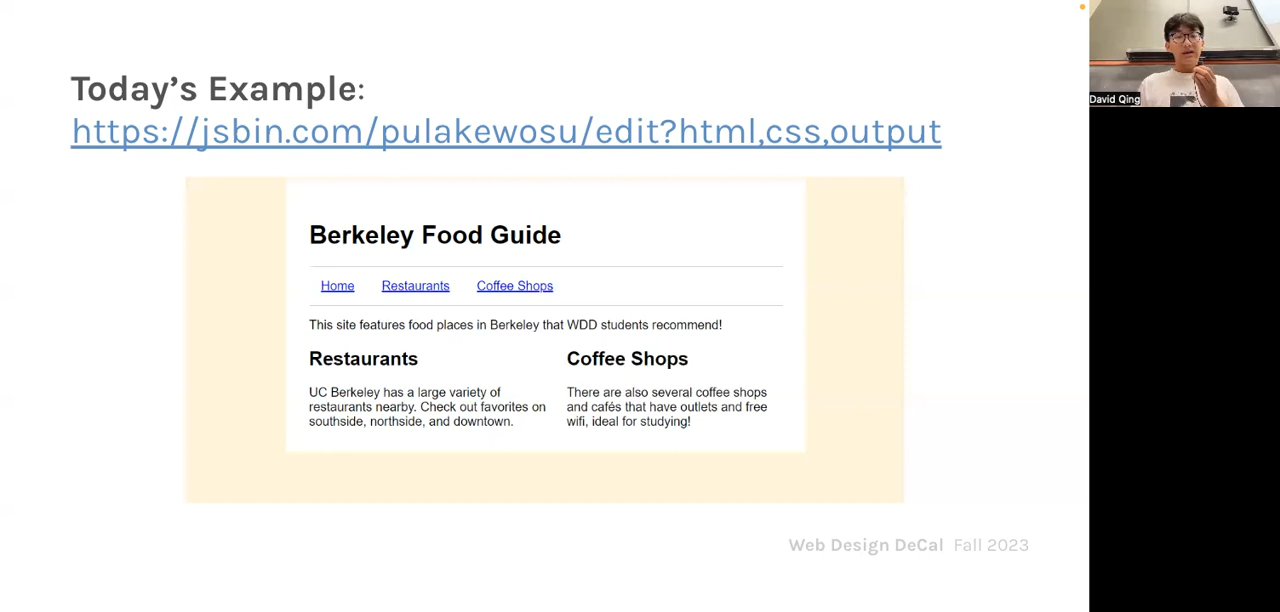 Today’s Example:
https://jsbin.com/pulakewosu/edit?html,css,output
Berkeley Food Guide
Home Restaurants Coffee Shops
This site features food places in Berkeley that WDD students recommend!
Restaurants
UC Berkeley has a large variety of
restaurants nearby. Check out favorites on
southside, northside, and downtown.
Coffee Shops
There are also several coffee shops
and cafés that have outlets and free
wifi, ideal for studying!
Web Design DeCal Fall 2023
David Qing